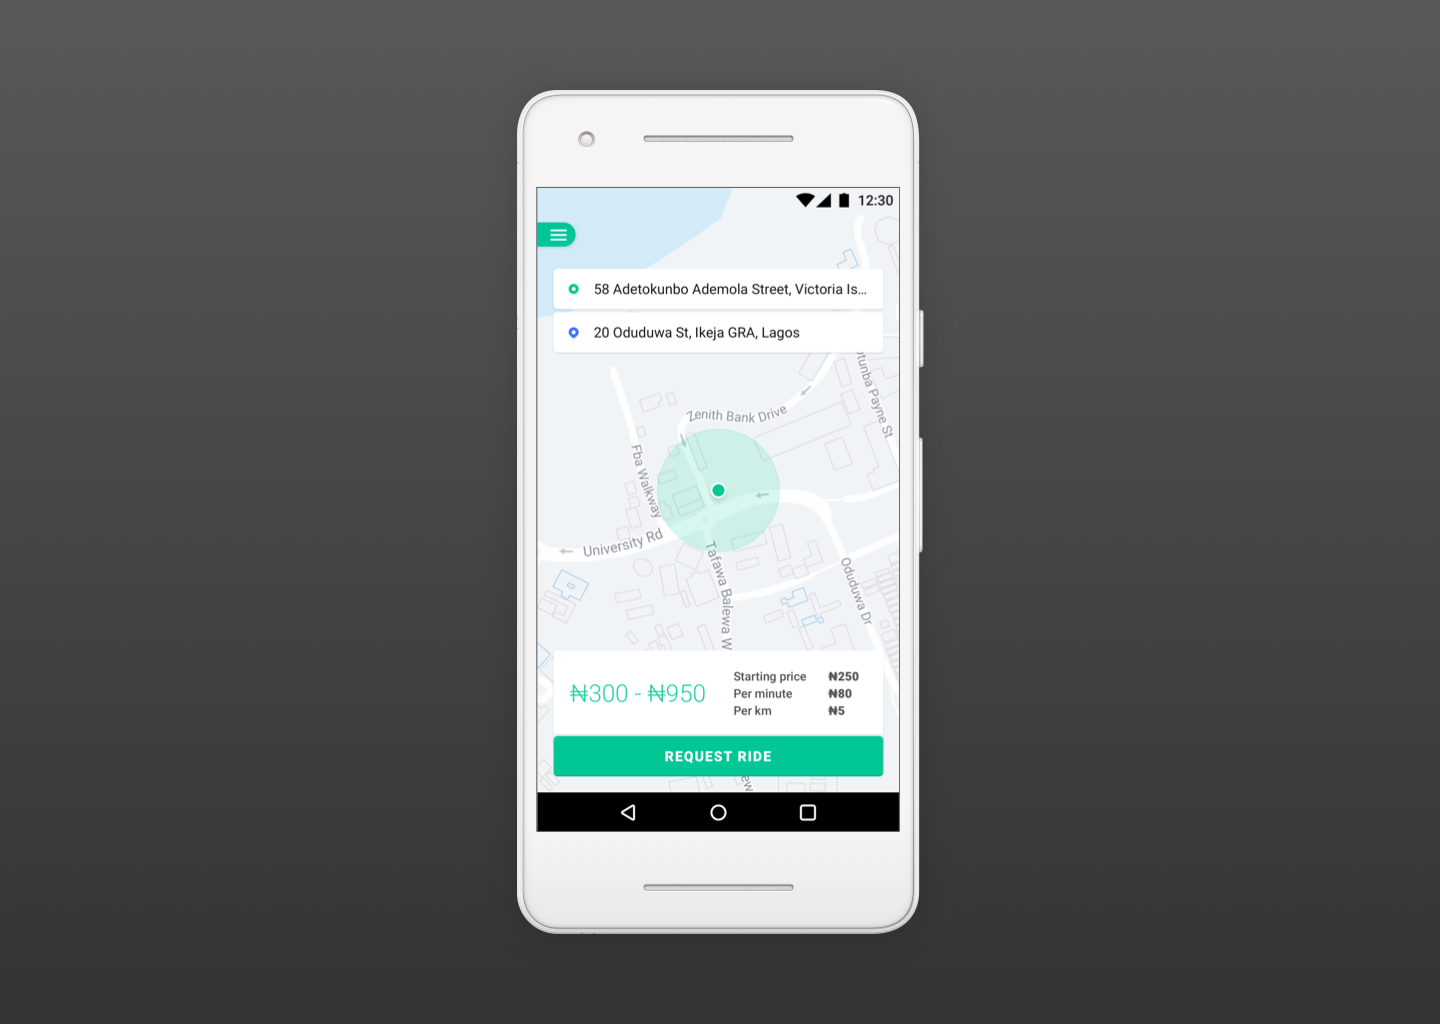 12:30
58 Adetokunbo Ademola Street, Victoria Is...
20 Oduduwa St, Ikeja GRA, Lagos
otunba Payne St
Zenith Bank Drive
Fba Walkway
University Rd
Tafawa Balewa W
Oduduwa Dr
₦300 - ₦950
Starting price ₦250
Per minute ₦80
Per km ₦5
REQUEST RIDE
ew